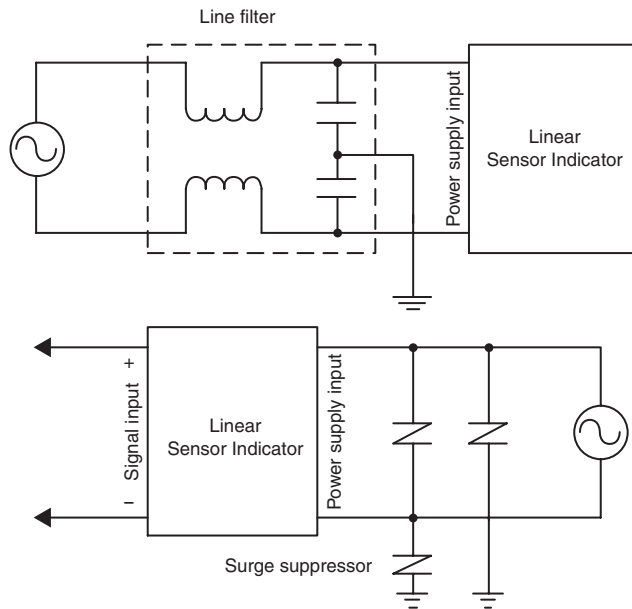 Line filter
Power supply input
Linear
Sensor Indicator
Signal input
+
−
Linear
Sensor Indicator
Power supply input
Surge suppressor